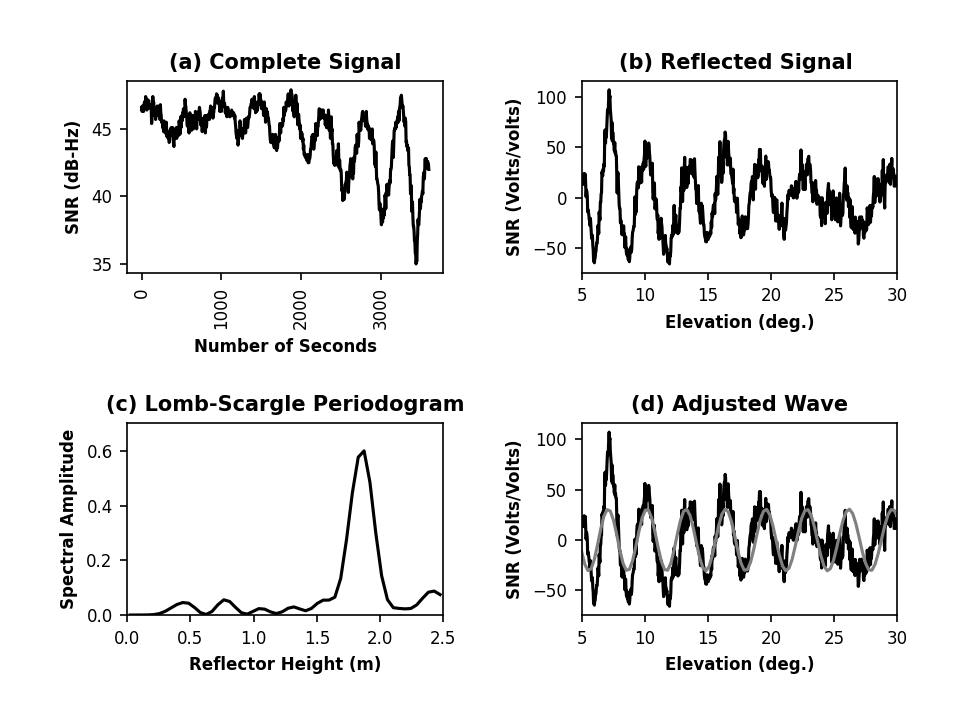 (a) Complete Signal
SNR (dB-Hz)
45
40
35
0
1000
2000
3000
Number of Seconds
(b) Reflected Signal
SNR (Volts/volts)
100
50
0
−50
5 10 15 20 25 30
Elevation (deg.)
(c) Lomb-Scargle Periodogram
Spectral Amplitude
0.6
0.4
0.2
0.0
0.0 0.5 1.0 1.5 2.0 2.5
Reflector Height (m)
(d) Adjusted Wave
SNR (Volts/Volts)
100
50
0
−50
5 10 15 20 25 30
Elevation (deg.)